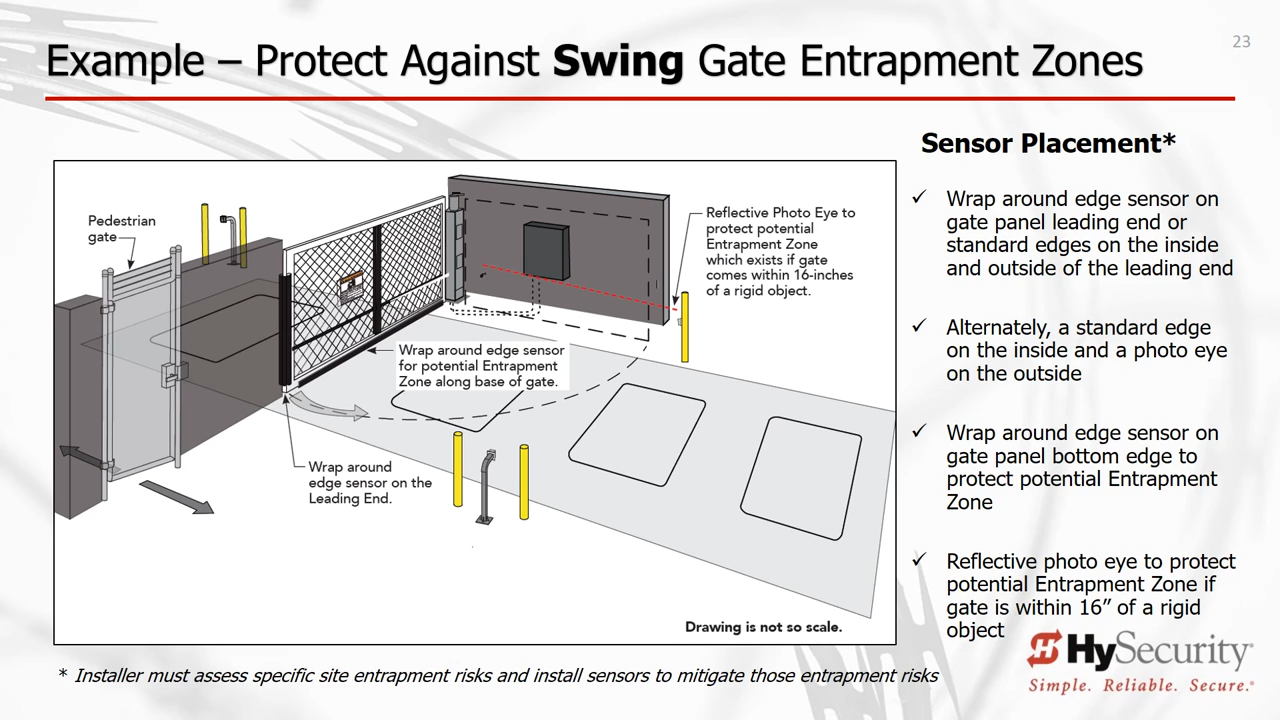 23
Example – Protect Against Swing Gate Entrapment Zones
Sensor Placement*
✓ Wrap around edge sensor on
gate panel leading end or
standard edges on the inside
and outside of the leading end
✓ Alternately, a standard edge
on the inside and a photo eye
on the outside
✓ Wrap around edge sensor on
gate panel bottom edge to
protect potential Entrapment
Zone
✓ Reflective photo eye to protect
potential Entrapment Zone if
gate is within 16” of a rigid
object
Pedestrian
gate
Reflective Photo Eye to
protect potential
Entrapment Zone
which exists if gate
comes within 16-inches
of a rigid object.
Wrap around edge sensor
for potential Entrapment
Zone along base of gate.
Wrap around
edge sensor on the
Leading End.
Drawing is not so scale.
* Installer must assess specific site entrapment risks and install sensors to mitigate those entrapment risks
H HySecurity®
Simple. Reliable. Secure.®